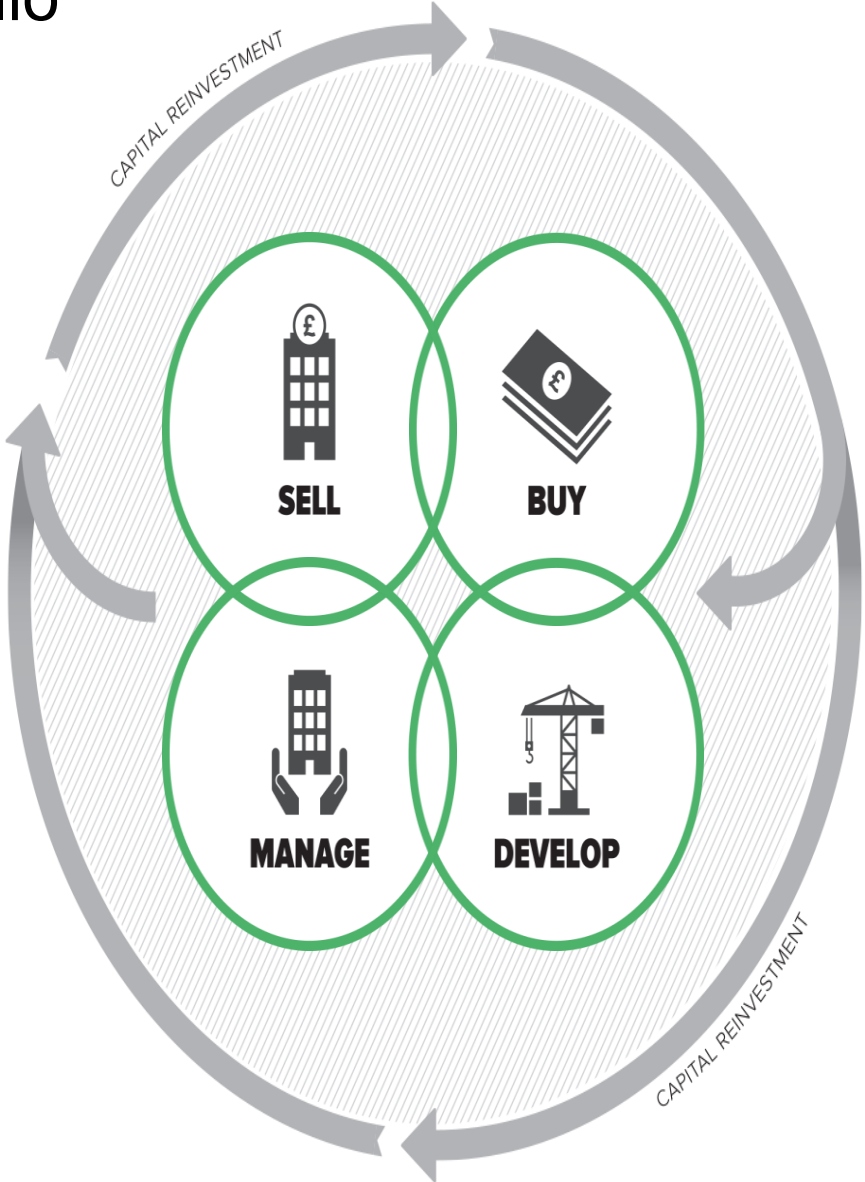 CAPITAL REINVESTMENT
£
£
SELL
BUY
MANAGE
DEVELOP
CAPITAL REINVESTMENT